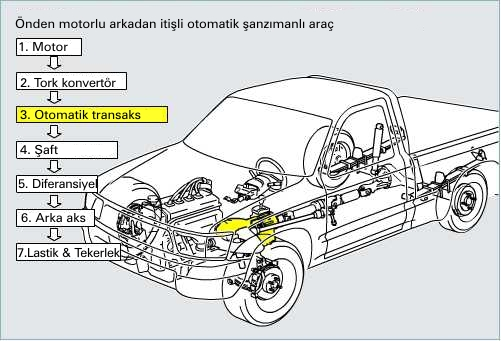 Önden motorlu arkadan itişli otomatik şanzımanlı araç
1. Motor
2. Tork konvertör
3. Otomatik transaks
4. Şaft
5. Diferansiyel
6. Arka aks
7.Lastik & Tekerlek